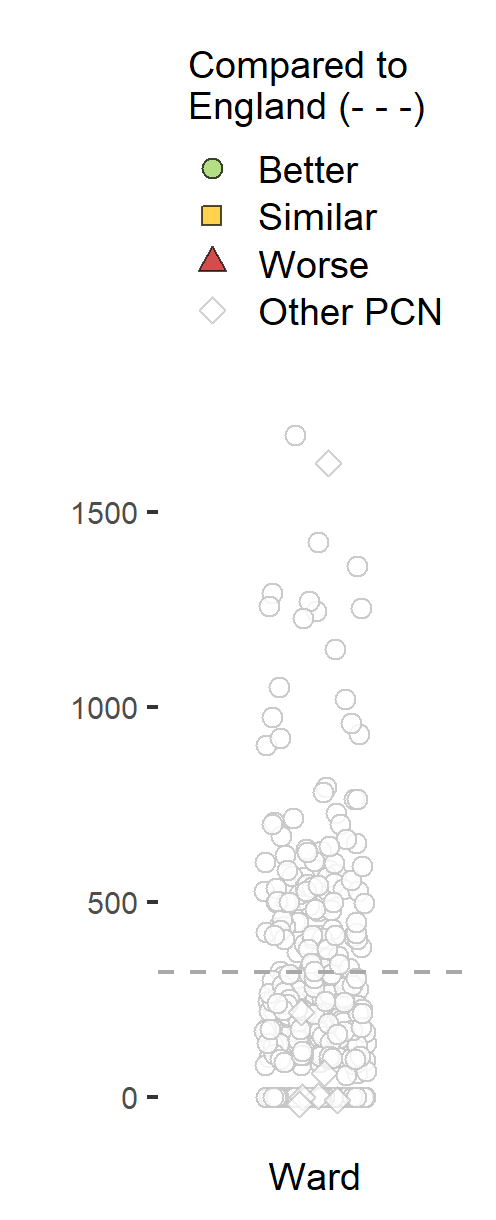 Compared to
England (- - -)
Better
Similar
Worse
Other PCN
1500
1000
500
0
Ward